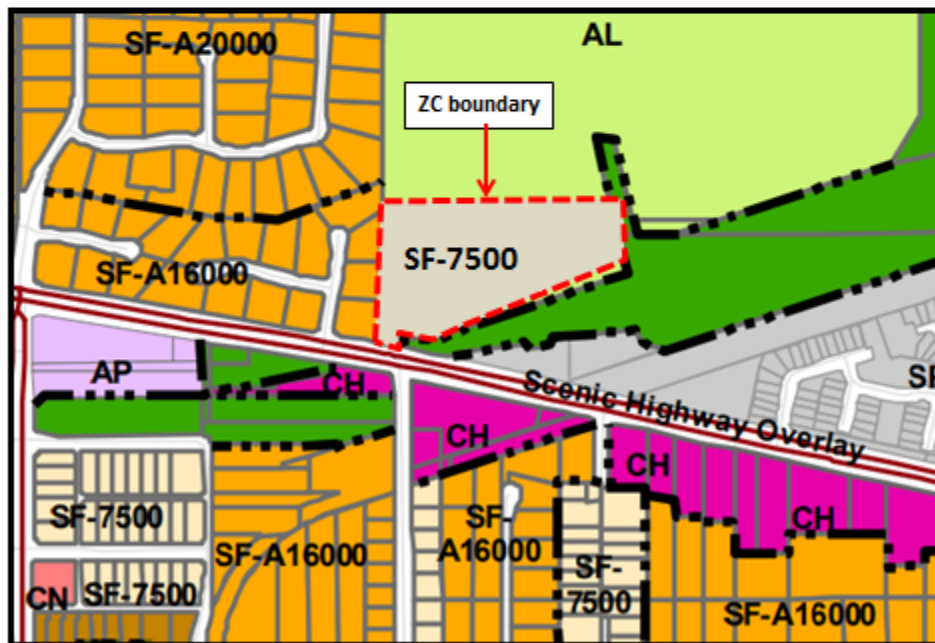 SF-A20000
AL
ZC boundary
SF-7500
SF-A16000
AP
CH
Scenic Highway Overlay
CH
CH
CH
SF-7500
SF-A16000
SF-
A16000
SF-
7500
SF-A16000
CN
SF-7500